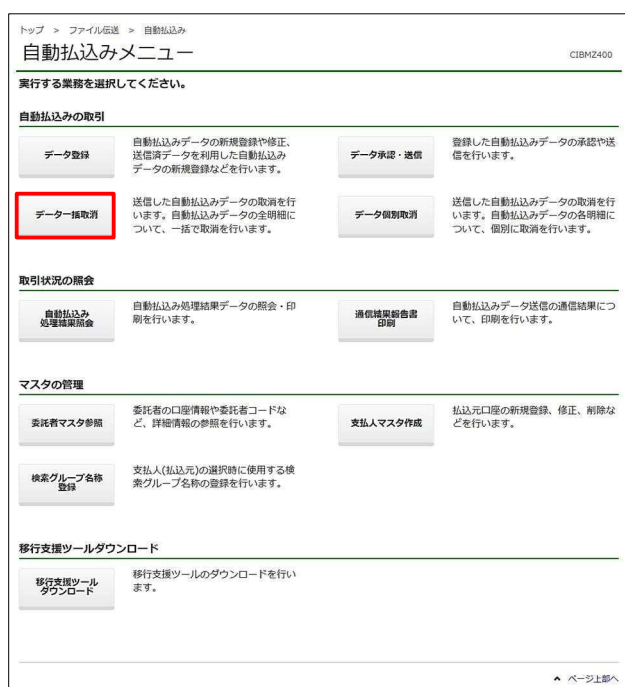 トップ > ファイル伝送 > 自動払込み
自動払込みメニュー
CIBMZ400
実行する業務を選択してください。
自動払込みの取引
データ登録
自動払込みデータの新規登録や修正、
送信済データを利用した自動払込み
データの新規登録などを行います。
データ承認・送信
登録した自動払込みデータの承認や送
信を行います。
データ一括取消
送信した自動払込みデータの取消を行
います。自動払込みデータの全明細に
ついて、一括で取消を行います。
データ個別取消
送信した自動払込みデータの取消を行
います。自動払込みデータの各明細に
ついて、個別に取消を行います。
取引状況の照会
自動払込み
処理結果照会
自動払込み処理結果データの照会・印
刷を行います。
通信結果報告書
印刷
自動払込みデータ送信の通信結果につ
いて、印刷を行います。
マスタの管理
委託者マスタ参照
委託者の口座情報や委託者コードな
ど、詳細情報の参照を行います。
支払人マスタ作成
払込元口座の新規登録、修正、削除な
どを行います。
検索グループ名称
登録
支払人(払込元)の選択時に使用する検
索グループ名称の登録を行います。
移行支援ツールダウンロード
移行支援ツール
ダウンロード
移行支援ツールのダウンロードを行い
ます。
ページ上部へ